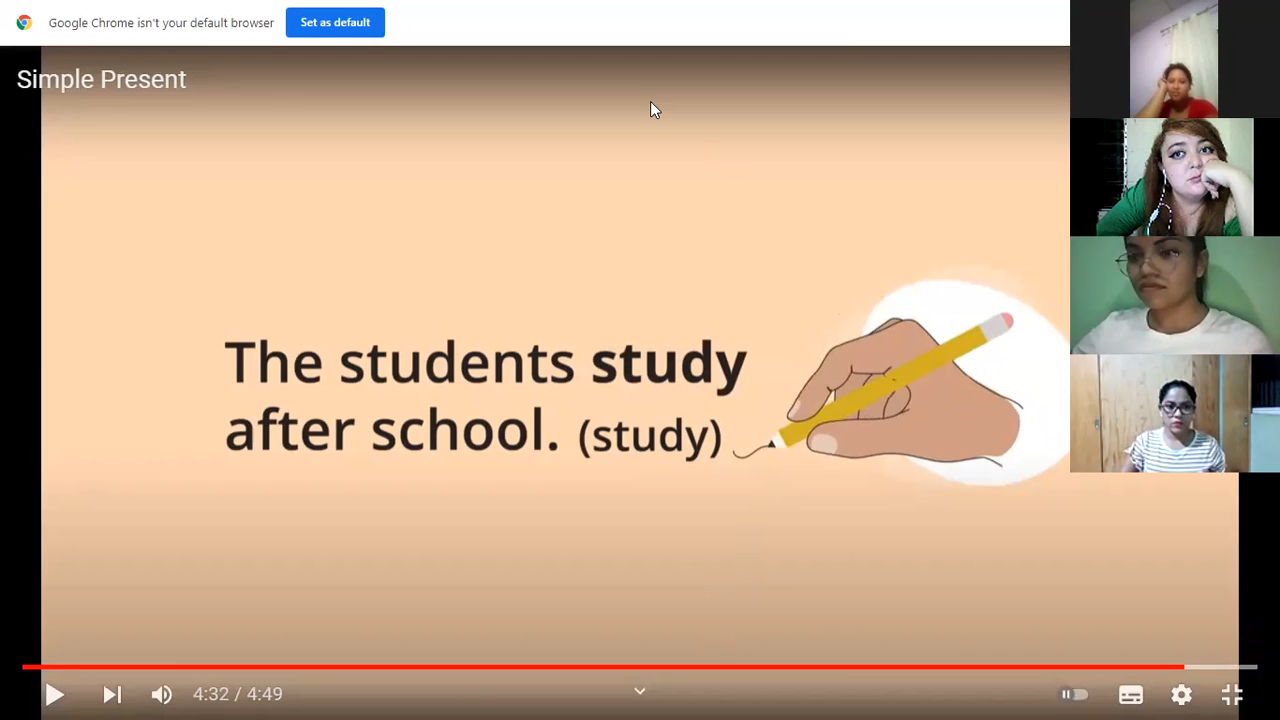 Google Chrome isn't your default browser
Set as default
Simple Present
The students study
after school. (study)
4:32 / 4:49